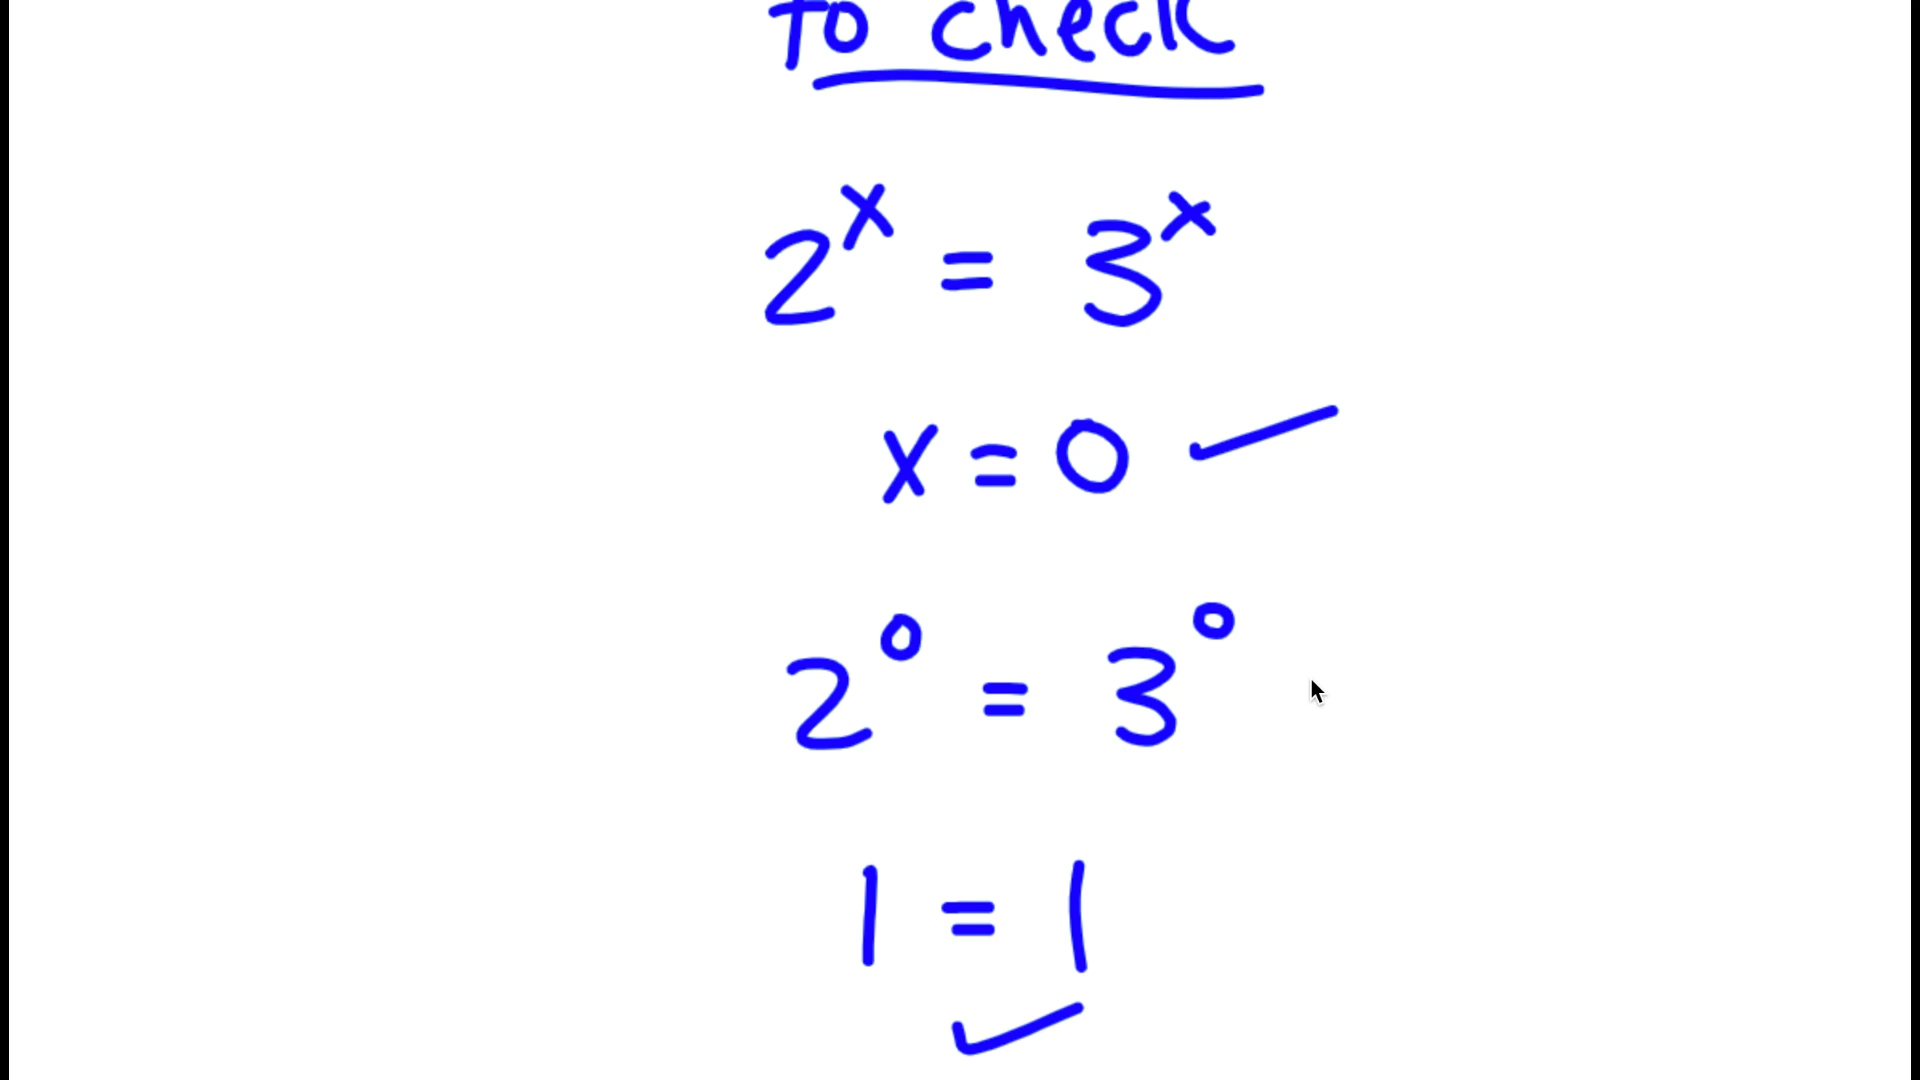 To check
2^x = 3^x
x = 0 ✓
2^0 = 3^0
1 = 1
✓